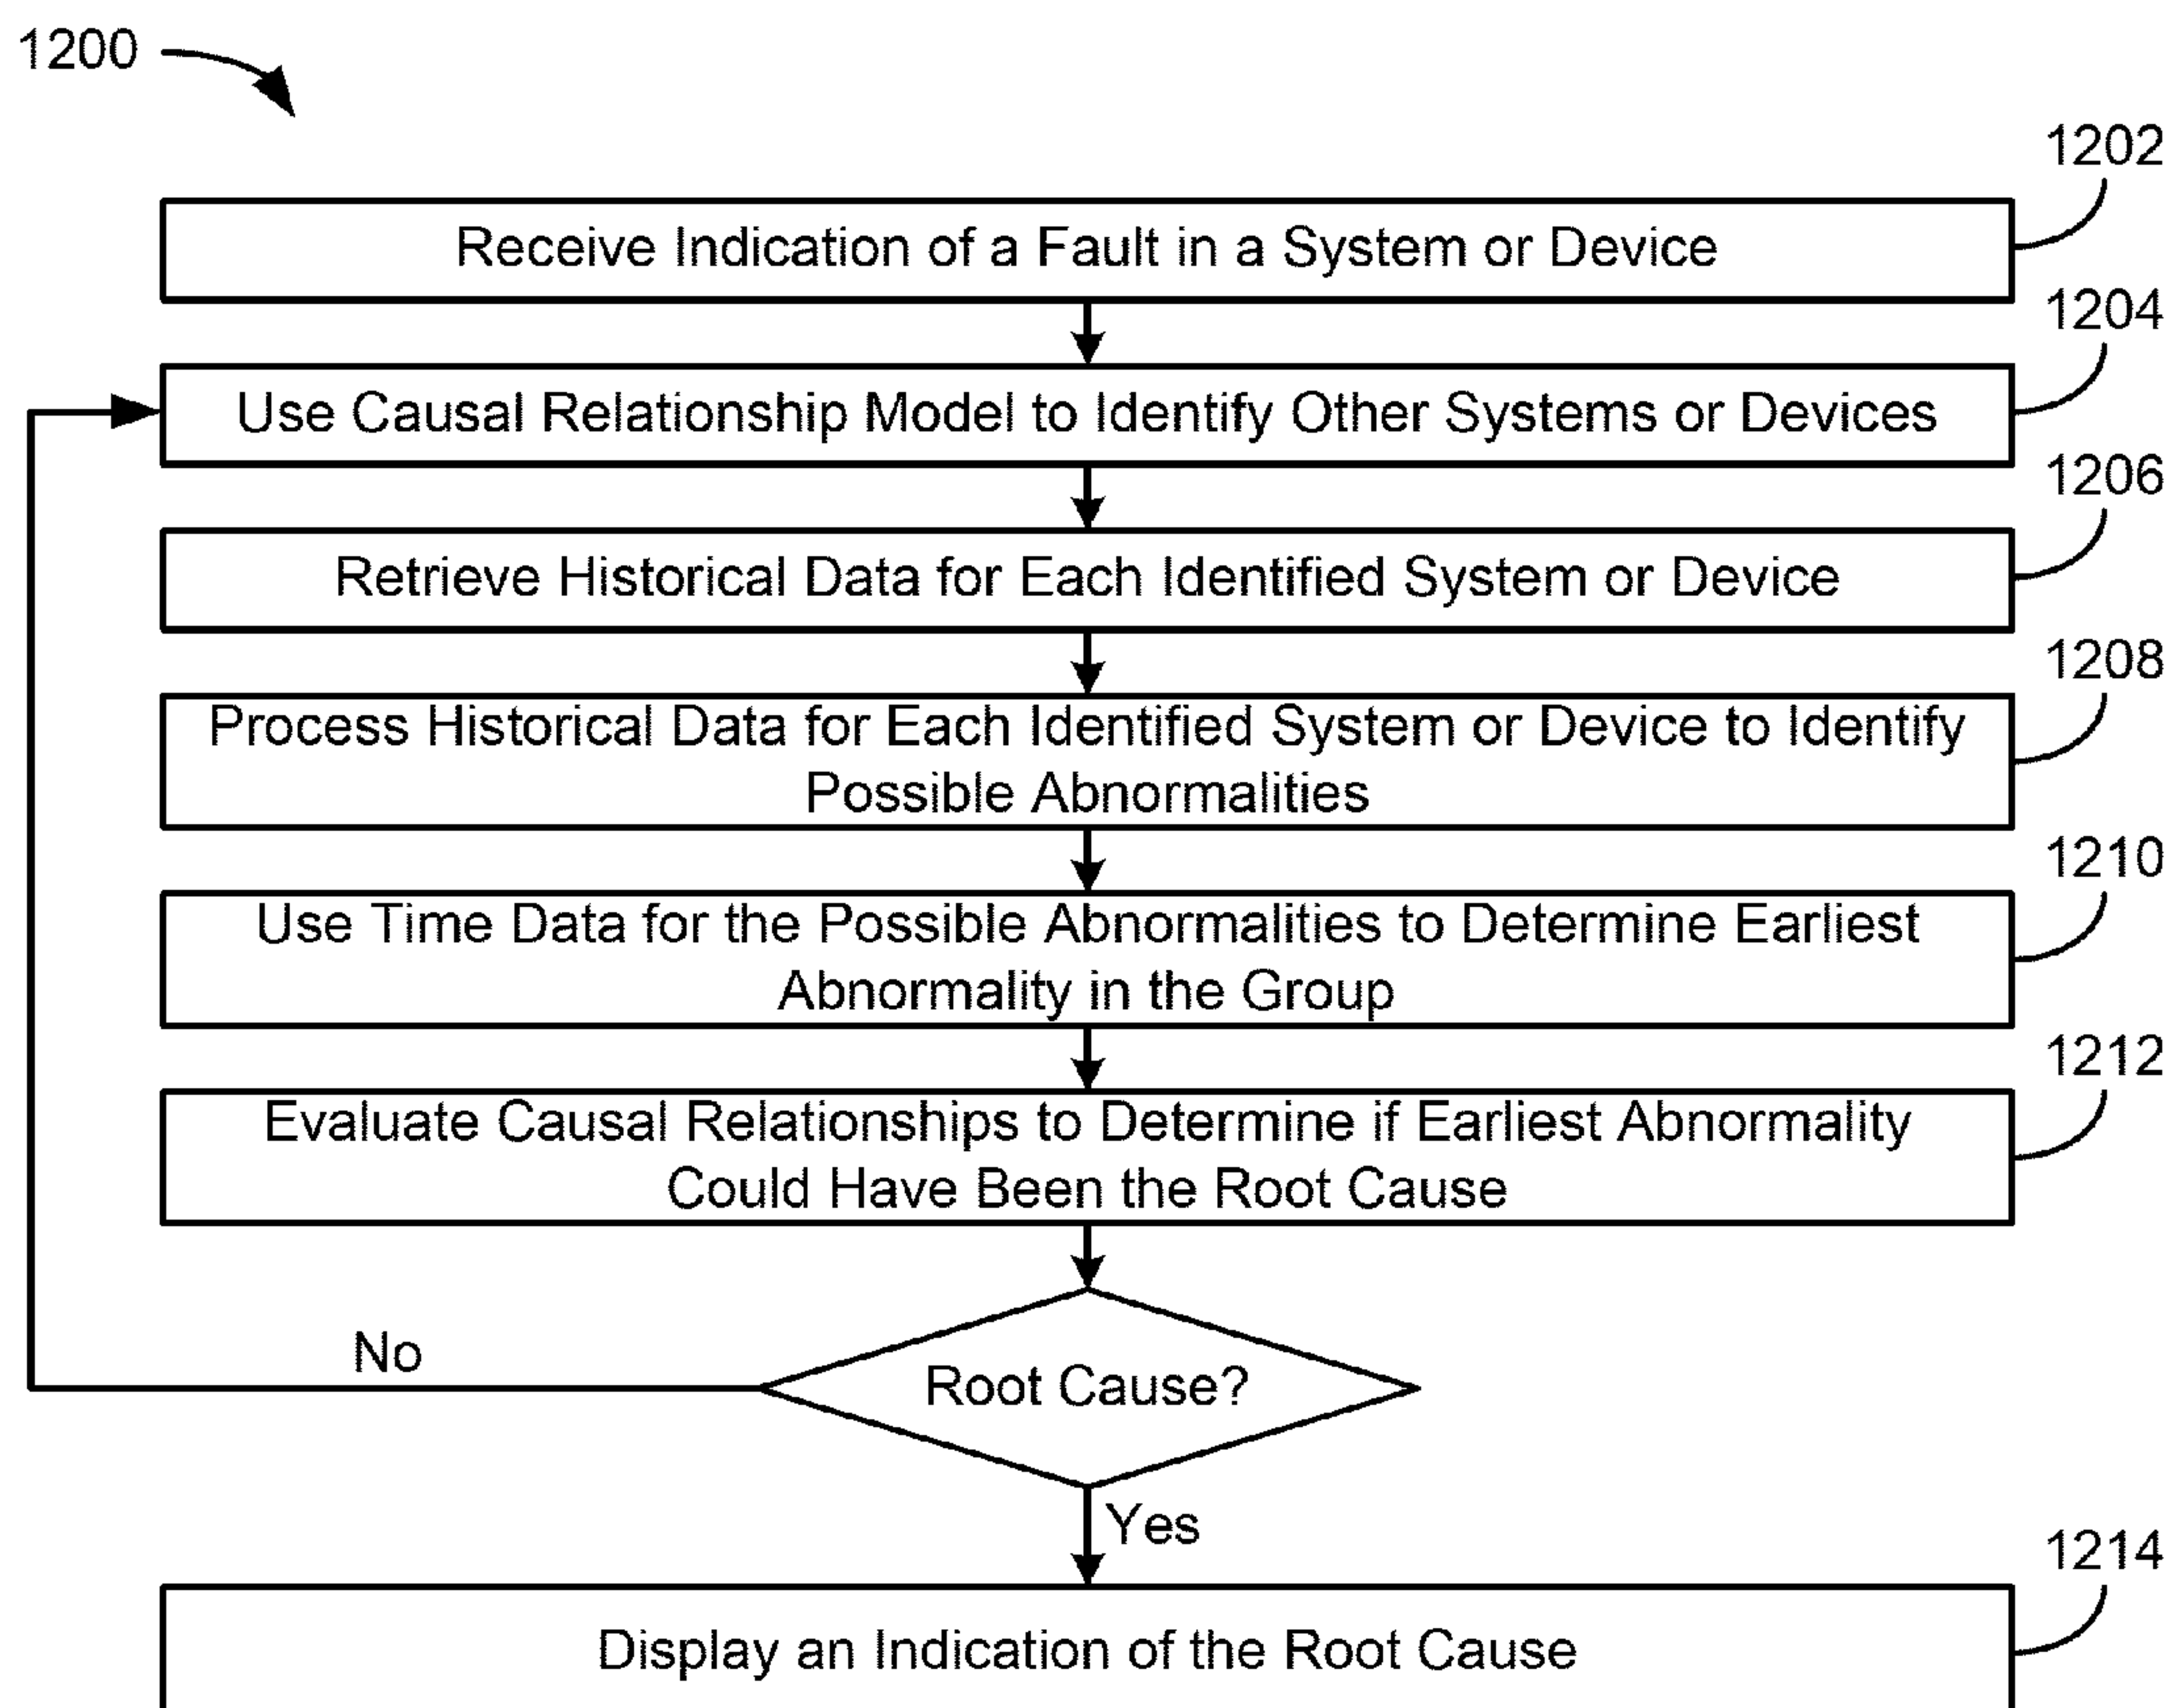 1200
1202
Receive Indication of a Fault in a System or Device
1204
Use Causal Relationship Model to Identify Other Systems or Devices
1206
Retrieve Historical Data for Each Identified System or Device
1208
Process Historical Data for Each Identified System or Device to Identify
Possible Abnormalities
1210
Use Time Data for the Possible Abnormalities to Determine Earliest
Abnormality in the Group
1212
Evaluate Causal Relationships to Determine if Earliest Abnormality
Could Have Been the Root Cause
No
Root Cause?
Yes
1214
Display an Indication of the Root Cause